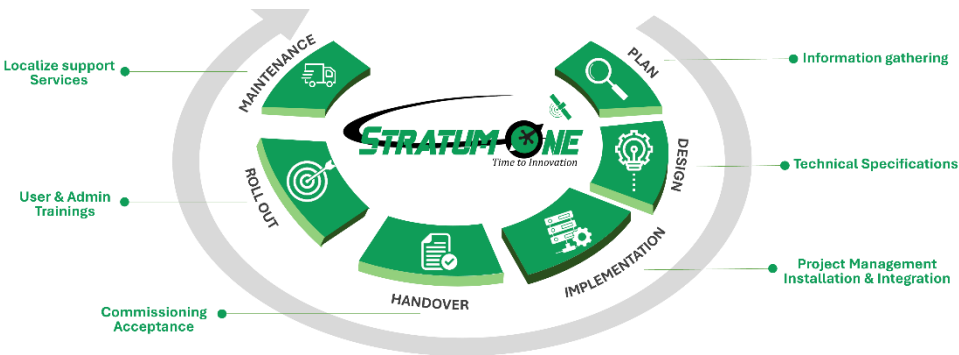 PLAN
Information gathering
DESIGN
Technical Specifications
IMPLEMENTATION
Project Management
Installation & Integration
HANDOVER
Commissioning
Acceptance
ROLL OUT
User & Admin
Trainings
MAINTENANCE
Localize support
Services
STRATUM ONE
Time to Innovation